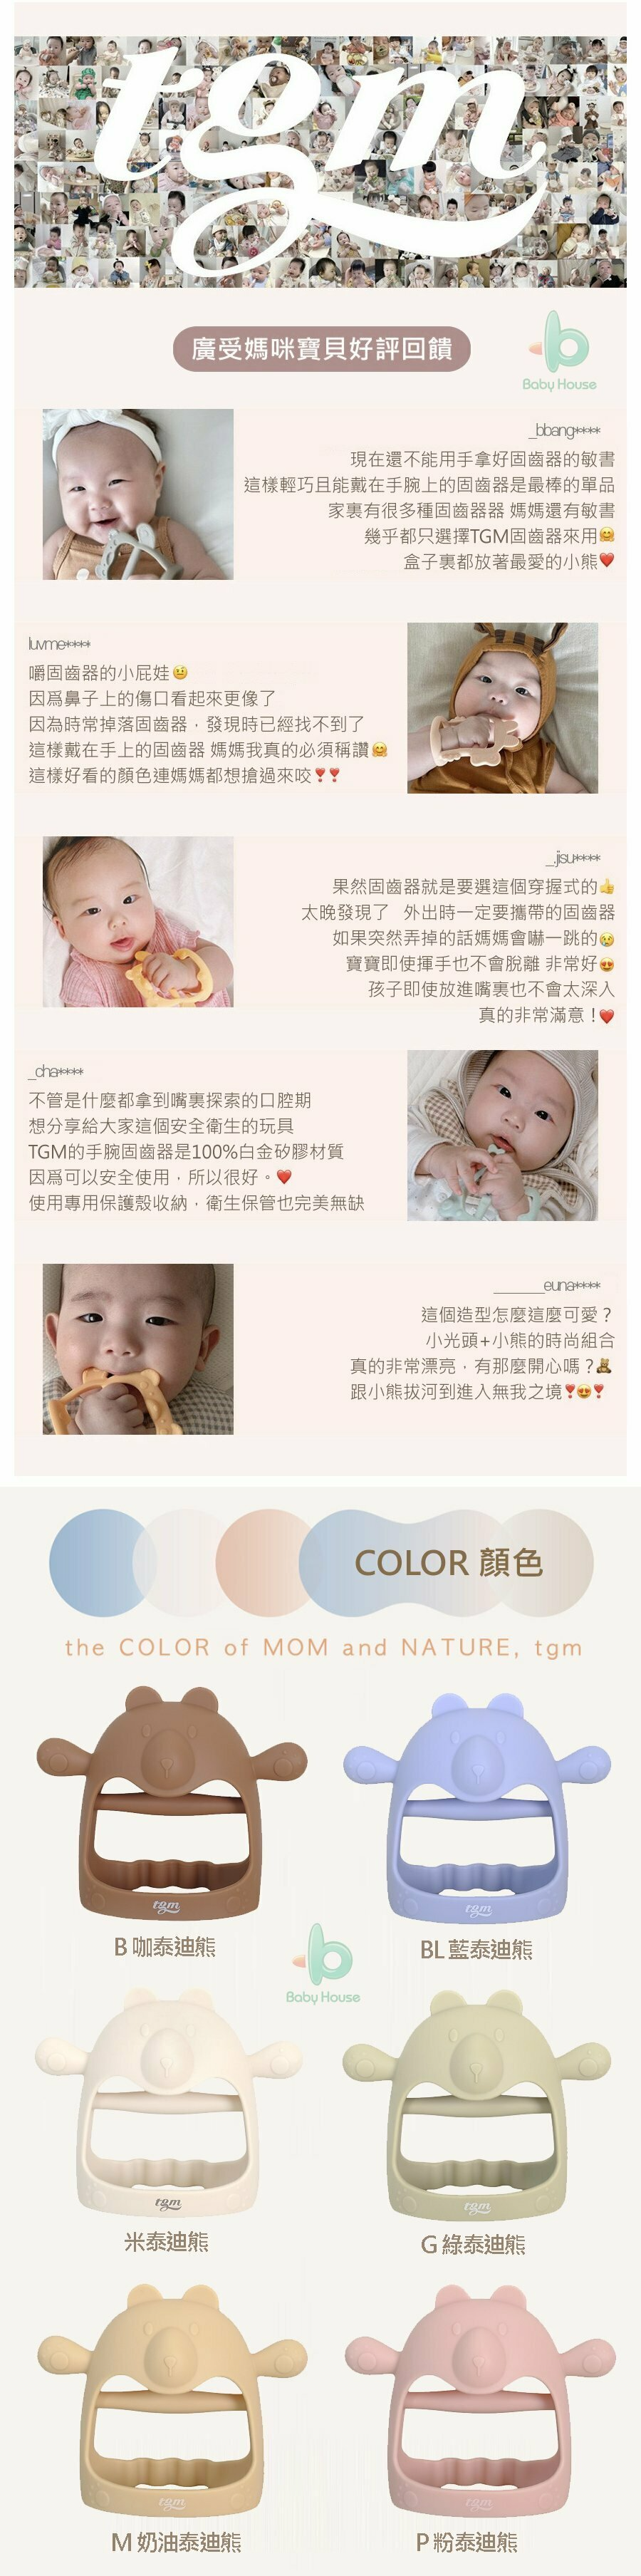 tgm
廣受媽咪寶貝好評回饋
Baby House
_bbang****
現在還不能用手拿好固齒器的敏書
這樣輕巧且能戴在手腕上的固齒器是最棒的單品
家裏有很多種固齒器器 媽媽還有敏書
幾乎都只選擇TGM固齒器來用🤗
盒子裏都放著最愛的小熊❤️
luvme****
嚼固齒器的小屁娃🤨
因爲鼻子上的傷口看起來更像了
因為時常掉落固齒器，發現時已經找不到了
這樣戴在手上的固齒器 媽媽我真的必須稱讚🤗
這樣好看的顏色連媽媽都想搶過來咬❣️❣️
_.jisu****
果然固齒器就是要選這個穿握式的👍
太晚發現了 外出時一定要攜帶的固齒器
如果突然弄掉的話媽媽會嚇一跳的😢
寶寶即使揮手也不會脫離 非常好😍
孩子即使放進嘴裏也不會太深入
真的非常滿意！❤️
_cha****
不管是什麼都拿到嘴裏探索的口腔期
想分享給大家這個安全衛生的玩具
TGM的手腕固齒器是100%白金矽膠材質
因爲可以安全使用，所以很好。❤️
使用專用保護殼收納，衛生保管也完美無缺
______euna****
這個造型怎麼這麼可愛？
小光頭+小熊的時尚組合
真的非常漂亮，有那麼開心嗎？🧸
跟小熊拔河到進入無我之境❣️😍❣️
COLOR 顏色
the COLOR of MOM and NATURE, tgm
tgm
tgm
B 咖泰迪熊
BL 藍泰迪熊
Baby House
tgm
tgm
米泰迪熊
G 綠泰迪熊
tgm
tgm
M 奶油泰迪熊
P 粉泰迪熊